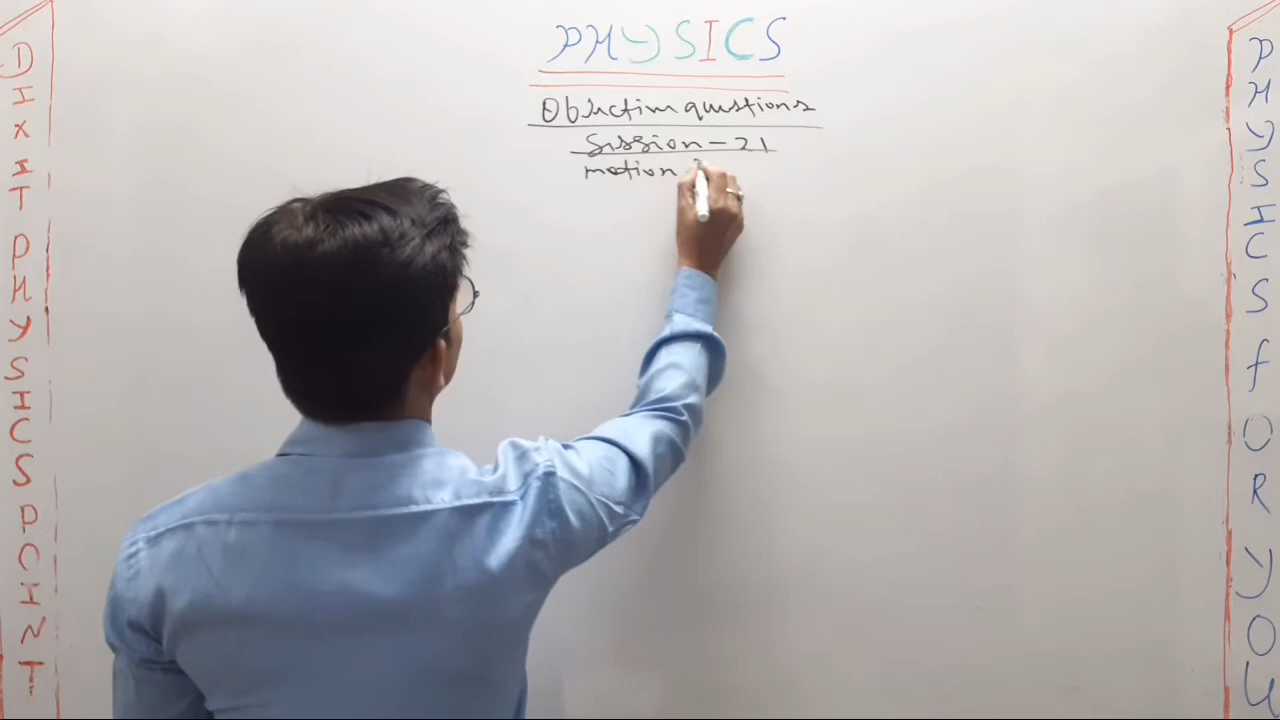 DIXIT PHYSICS POINT
PHYSICS
Objective questions
Session - 21
motion
PHYSICS FOR YOU